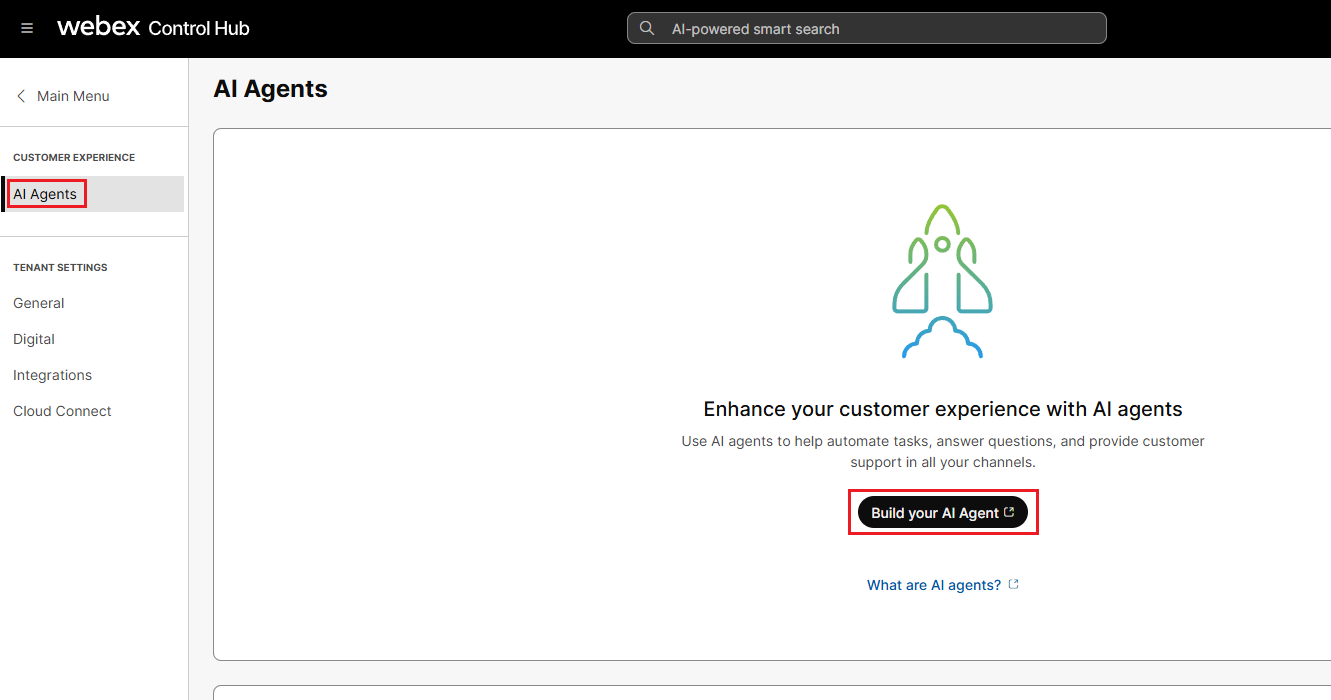 webex Control Hub
AI-powered smart search
Main Menu
CUSTOMER EXPERIENCE
AI Agents
TENANT SETTINGS
General
Digital
Integrations
Cloud Connect
AI Agents
Enhance your customer experience with AI agents
Use AI agents to help automate tasks, answer questions, and provide customer
support in all your channels.
Build your AI Agent
What are AI agents?